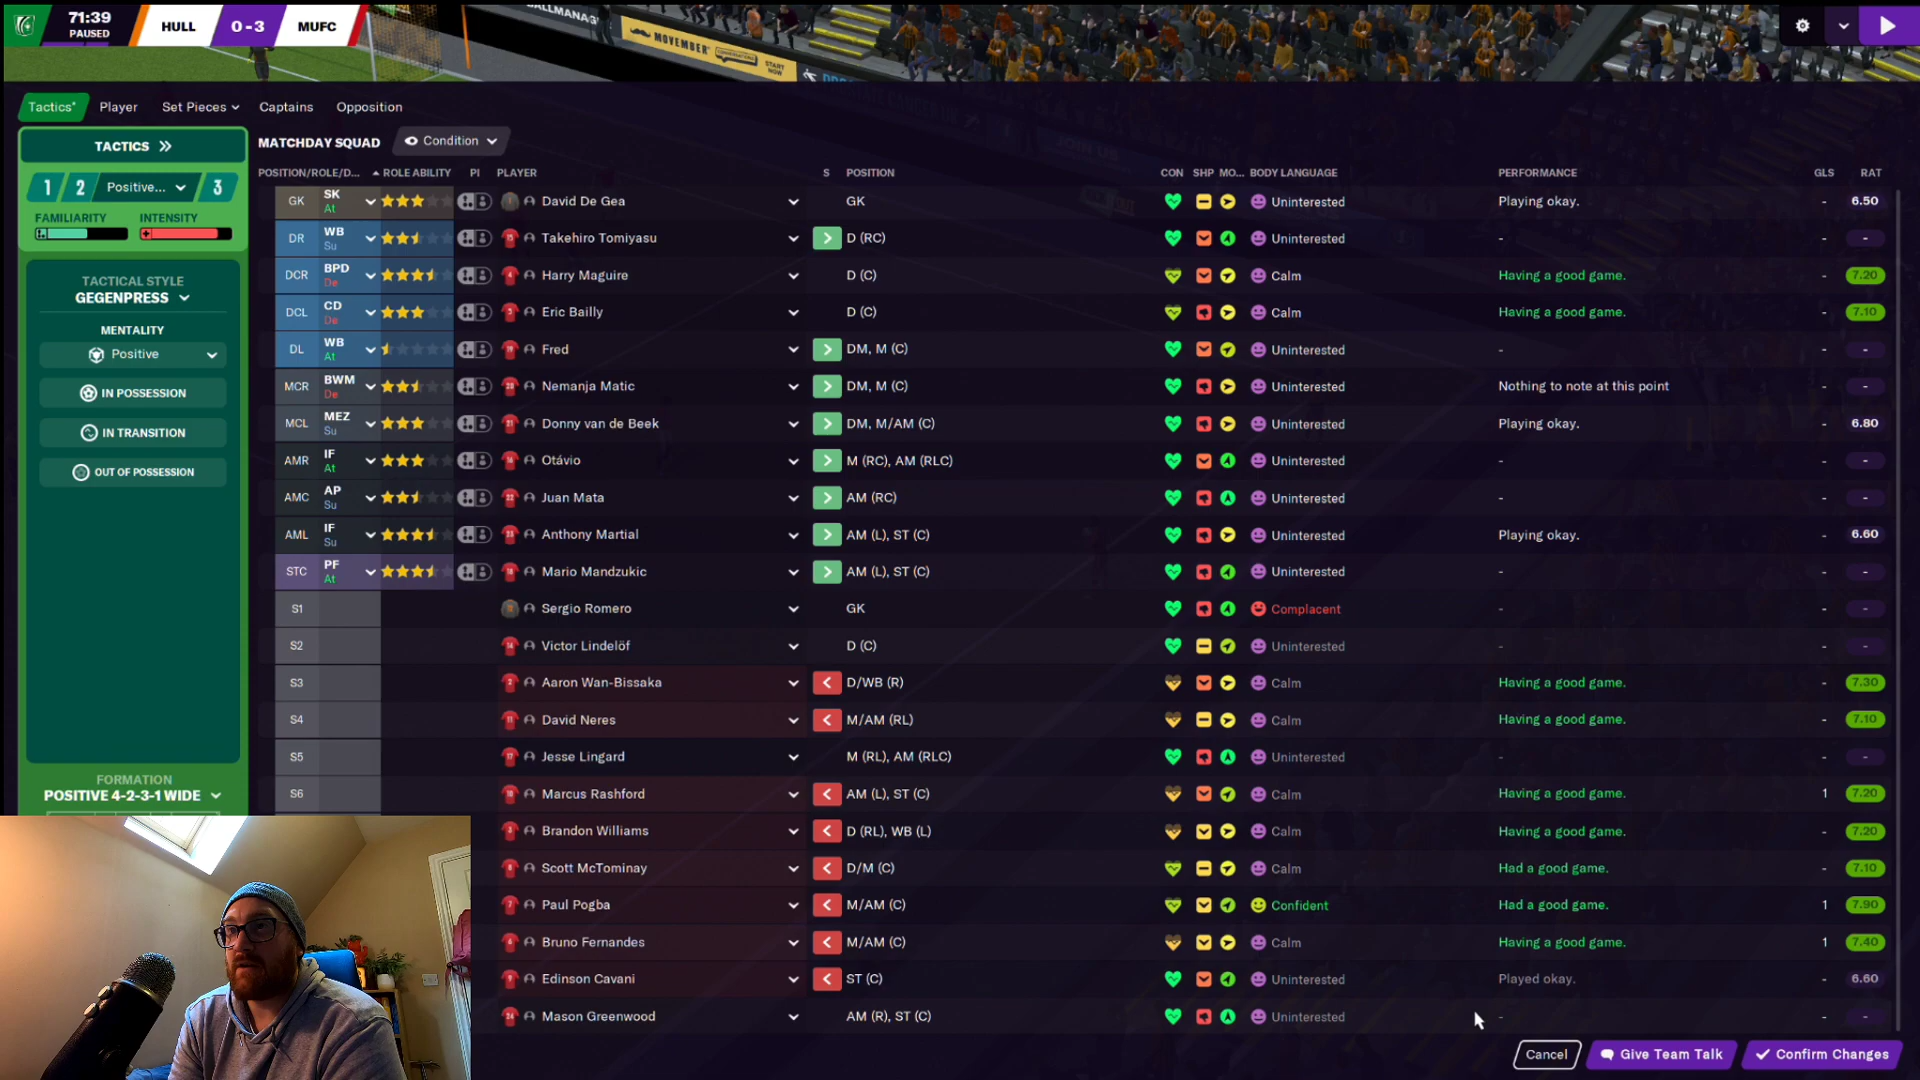 71:39
PAUSED
HULL 0 - 3 MUFC
BALLMANAG
MOVEMBER START NOW
Tactics* Player Set Pieces Captains Opposition
TACTICS
1 2 Positive... 3
FAMILIARITY INTENSITY
TACTICAL STYLE
GEGENPRESS
MENTALITY
Positive
IN POSSESSION
IN TRANSITION
OUT OF POSSESSION
FORMATION
POSITIVE 4-2-3-1 WIDE
MATCHDAY SQUAD Condition
POSITION/ROLE/D... ROLE ABILITY PI PLAYER S POSITION CON SHP MO... BODY LANGUAGE PERFORMANCE GLS RAT
GK SK At David De Gea GK Uninterested Playing okay. - 6.50
DR WB Su Takehiro Tomiyasu D (RC) Uninterested - - -
DCR BPD De Harry Maguire D (C) Calm Having a good game. - 7.20
DCL CD De Eric Bailly D (C) Calm Having a good game. - 7.10
DL WB At Fred DM, M (C) Uninterested - - -
MCR BWM De Nemanja Matic DM, M (C) Uninterested Nothing to note at this point - -
MCL MEZ Su Donny van de Beek DM, M/AM (C) Uninterested Playing okay. - 6.80
AMR IF At Otávio M (RC), AM (RLC) Uninterested - - -
AMC AP Su Juan Mata AM (RC) Uninterested - - -
AML IF Su Anthony Martial AM (L), ST (C) Uninterested Playing okay. - 6.60
STC PF At Mario Mandzukic AM (L), ST (C) Uninterested - - -
S1 Sergio Romero GK Complacent - - -
S2 Victor Lindelöf D (C) Uninterested - - -
S3 Aaron Wan-Bissaka D/WB (R) Calm Having a good game. - 7.30
S4 David Neres M/AM (RL) Calm Having a good game. - 7.10
S5 Jesse Lingard M (RL), AM (RLC) Uninterested - - -
S6 Marcus Rashford AM (L), ST (C) Calm Having a good game. 1 7.20
Brandon Williams D (RL), WB (L) Calm Having a good game. - 7.20
Scott McTominay D/M (C) Calm Had a good game. - 7.10
Paul Pogba M/AM (C) Confident Had a good game. 1 7.90
Bruno Fernandes M/AM (C) Calm Having a good game. 1 7.40
Edinson Cavani ST (C) Uninterested Played okay. - 6.60
Mason Greenwood AM (R), ST (C) Uninterested - - -
Cancel Give Team Talk Confirm Changes